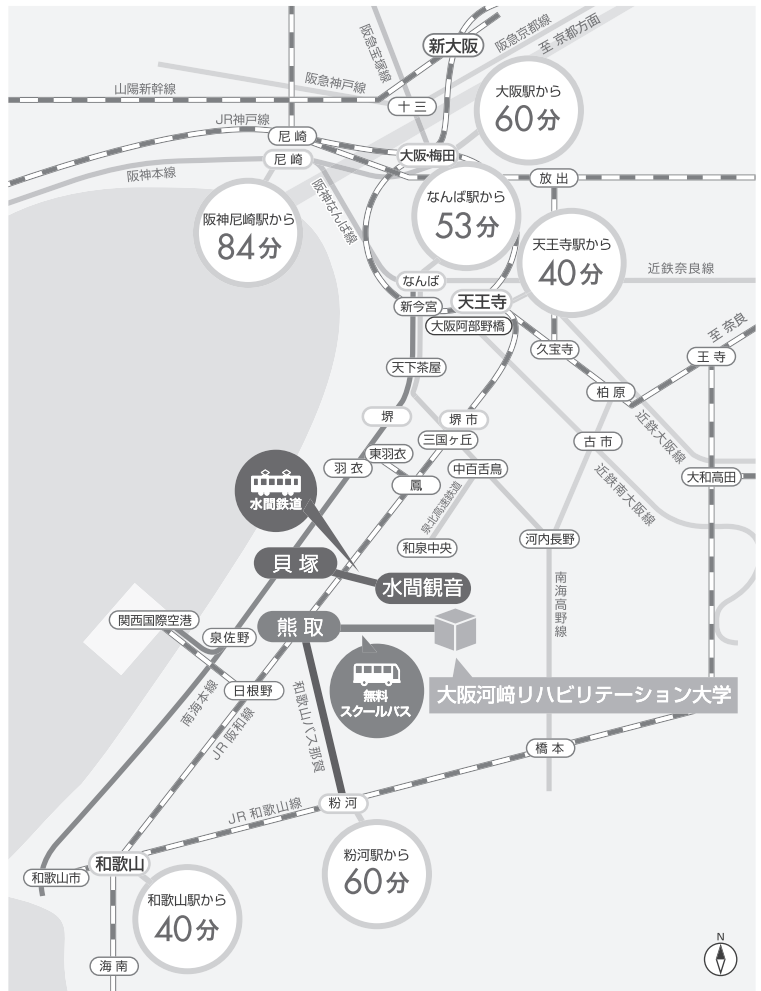 阪急京都線
至 京都方面
阪急宝塚線
新大阪
阪急神戸線
山陽新幹線
十三
大阪駅から
60分
JR神戸線
尼崎
尼崎
大阪・梅田
阪神本線
放出
阪神なんば線
なんば駅から
53分
阪神尼崎駅から
84分
天王寺駅から
40分
なんば
近鉄奈良線
新今宮
天王寺
大阪阿部野橋
至 奈良
久宝寺
王寺
天下茶屋
柏原
堺
堺市
近鉄大阪線
三国ヶ丘
古市
東羽衣
羽衣
中百舌鳥
大和高田
水間鉄道
鳳
近鉄南大阪線
泉北高速鉄道
和泉中央
河内長野
貝塚
水間観音
南海高野線
関西国際空港
泉佐野
熊取
無料
スクールバス
大阪河﨑リハビリテーション大学
日根野
南海本線
JR阪和線
和歌山バス那賀
橋本
粉河
JR和歌山線
粉河駅から
60分
和歌山
和歌山市
和歌山駅から
40分
海南
N